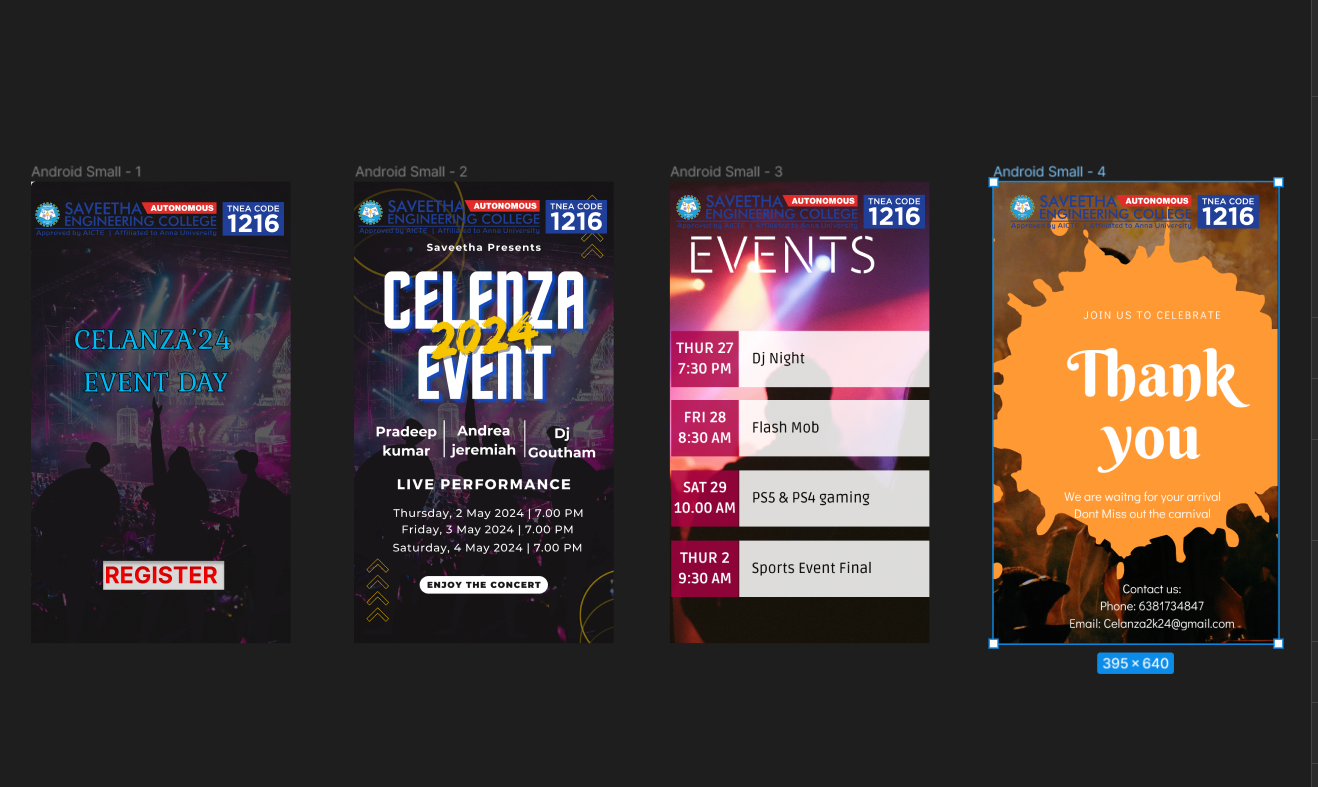 Android Small - 1
SAVEETHA AUTONOMOUS
ENGINEERING COLLEGE
Approved by AICTE | Affiliated to Anna University
TNEA CODE
1216
CELANZA'24
EVENT DAY
REGISTER
Android Small - 2
SAVEETHA AUTONOMOUS
ENGINEERING COLLEGE
Approved by AICTE | Affiliated to Anna University
TNEA CODE
1216
Saveetha Presents
CELENZA
2024
EVENT
Pradeep kumar
Andrea jeremiah
Dj Goutham
LIVE PERFORMANCE
Thursday, 2 May 2024 | 7.00 PM
Friday, 3 May 2024 | 7.00 PM
Saturday, 4 May 2024 | 7.00 PM
ENJOY THE CONCERT
Android Small - 3
SAVEETHA AUTONOMOUS
ENGINEERING COLLEGE
Approved by AICTE | Affiliated to Anna University
TNEA CODE
1216
EVENTS
THUR 27
7:30 PM
Dj Night
FRI 28
8:30 AM
Flash Mob
SAT 29
10.00 AM
PS5 & PS4 gaming
THUR 2
9:30 AM
Sports Event Final
Android Small - 4
SAVEETHA AUTONOMOUS
ENGINEERING COLLEGE
Approved by AICTE | Affiliated to Anna University
TNEA CODE
1216
JOIN US TO CELEBRATE
Thank
you
We are waitng for your arrival
Dont Miss out the carnival
Contact us:
Phone: 6381734847
Email: Celanza2k24@gmail.com
395 × 640